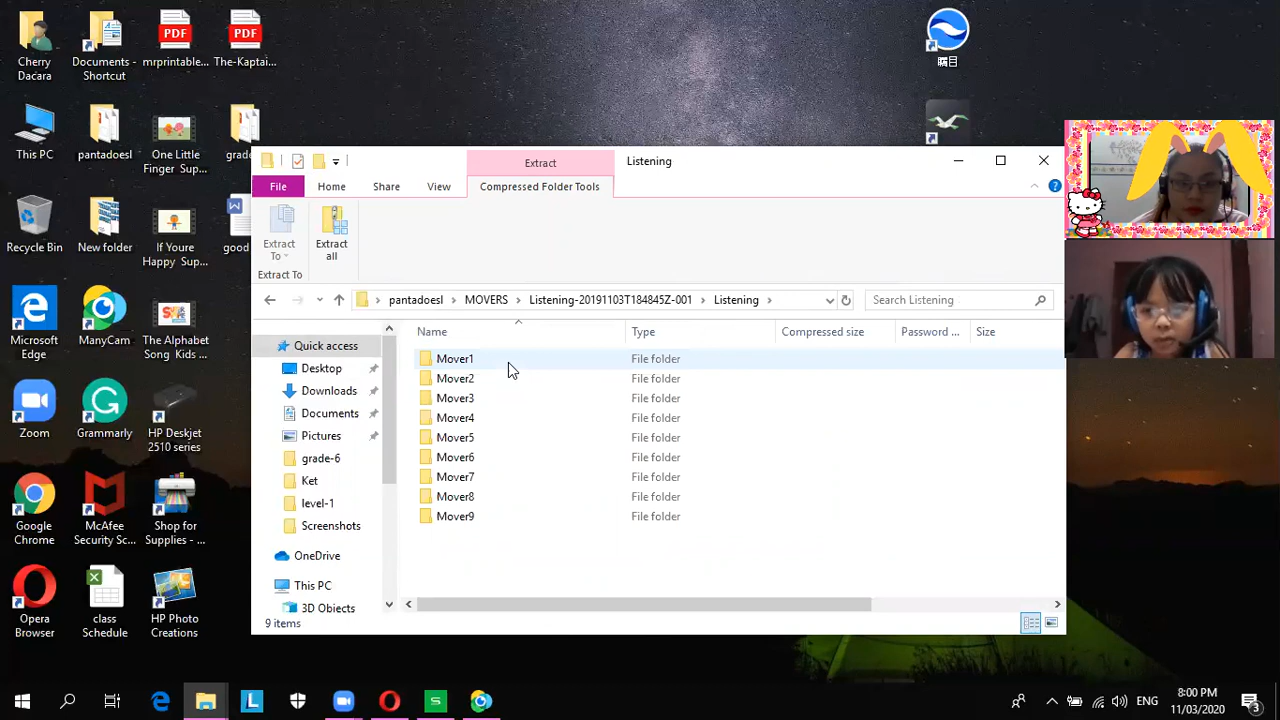 Cherry Dacara
Documents - Shortcut
mrprintable...
The-Kaptai...
This PC
pantadoesl
One Little Finger Sup...
grade
Recycle Bin
New folder
If Youre Happy Sup...
good
Microsoft Edge
ManyCam
The Alphabet Song Kids ...
Zoom
Grammarly
HP Deskjet 2510 series
Google Chrome
McAfee Security Sc...
Shop for Supplies - ...
Opera Browser
class Schedule
HP Photo Creations
PDF
PDF
Extract
Listening
File
Home
Share
View
Compressed Folder Tools
Extract To
Extract all
Extract To
pantadoesl > MOVERS > Listening-20191103T184845Z-001 > Listening >
Search Listening
Name Type Compressed size Password ... Size
Mover1 File folder
Mover2 File folder
Mover3 File folder
Mover4 File folder
Mover5 File folder
Mover6 File folder
Mover7 File folder
Mover8 File folder
Mover9 File folder
Quick access
Desktop
Downloads
Documents
Pictures
grade-6
Ket
level-1
Screenshots
OneDrive
This PC
3D Objects
9 items
ENG
8:00 PM
11/03/2020
3